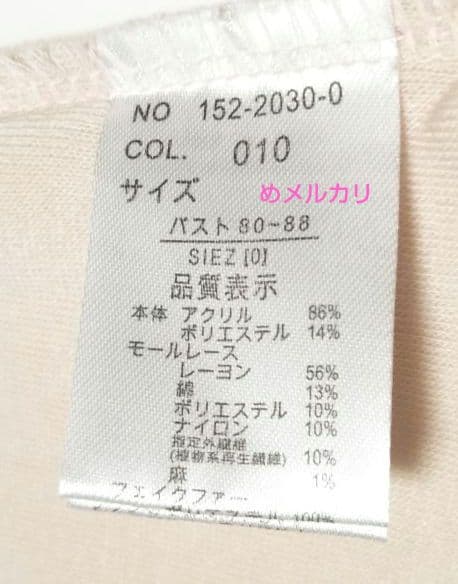 NO 152-2030-0
COL. 010
サイズ
めメルカリ
バスト 80~88
SIEZ [0]
品質表示
本体 アクリル 86%
ポリエステル 14%
モールレース
レーヨン 56%
綿 13%
ポリエステル 10%
ナイロン 10%
指定外繊維
(植物系再生繊維) 10%
麻 1%
フェイクファー
100%